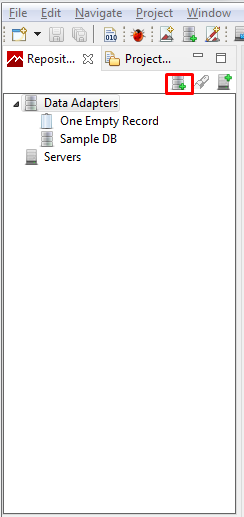 File Edit Navigate Project Window
010
Reposit... Project...
Data Adapters
One Empty Record
Sample DB
Servers